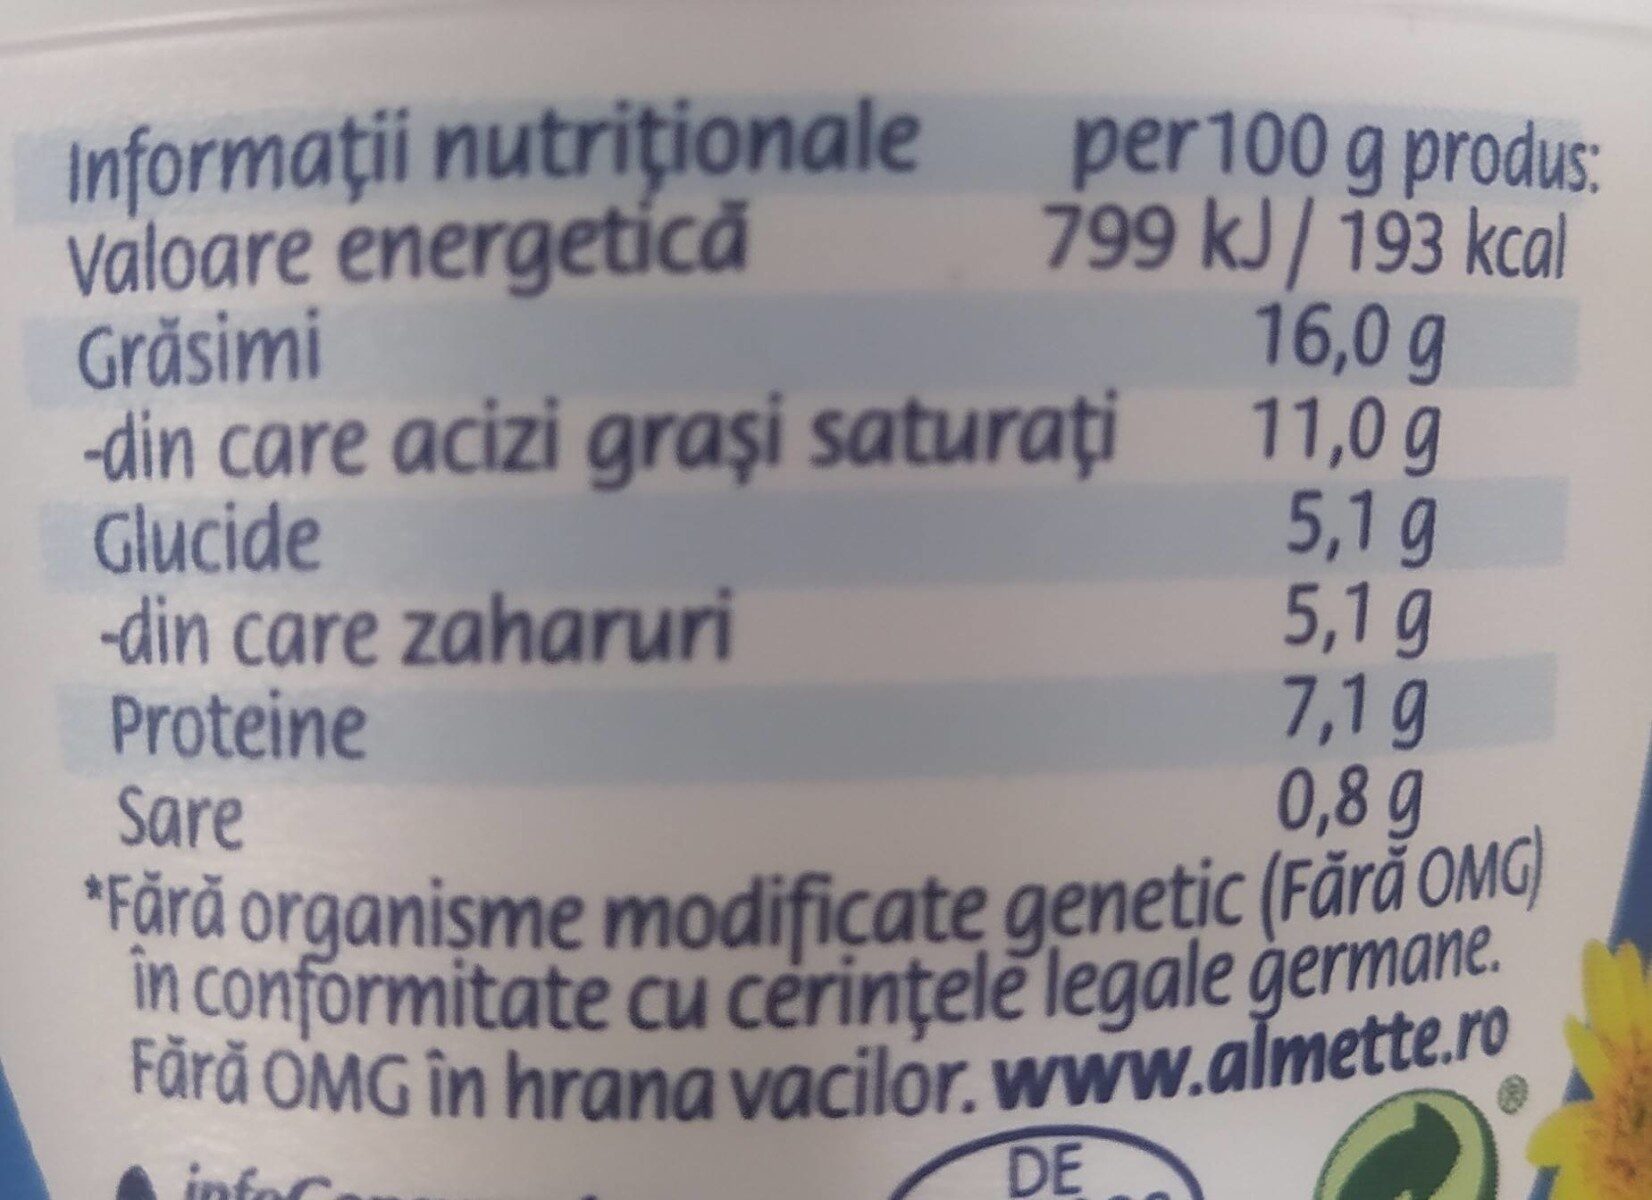 Informaţii nutriţionale per 100 g produs:
Valoare energetică 799 kJ / 193 kcal
Grăsimi 16,0 g
-din care acizi graşi saturaţi 11,0 g
Glucide 5,1 g
-din care zaharuri 5,1 g
Proteine 7,1 g
Sare 0,8 g
*Fără organisme modificate genetic (Fără OMG)
în conformitate cu cerinţele legale germane.
Fără OMG în hrana vacilor. www.almette.ro
®
DE